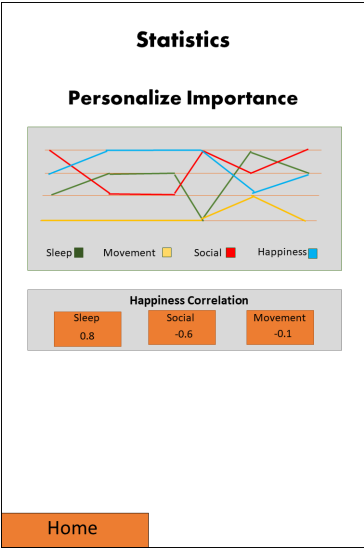 Statistics
Personalize Importance
Sleep Movement Social Happiness
Happiness Correlation
Sleep Social Movement
0.8 -0.6 -0.1
Home